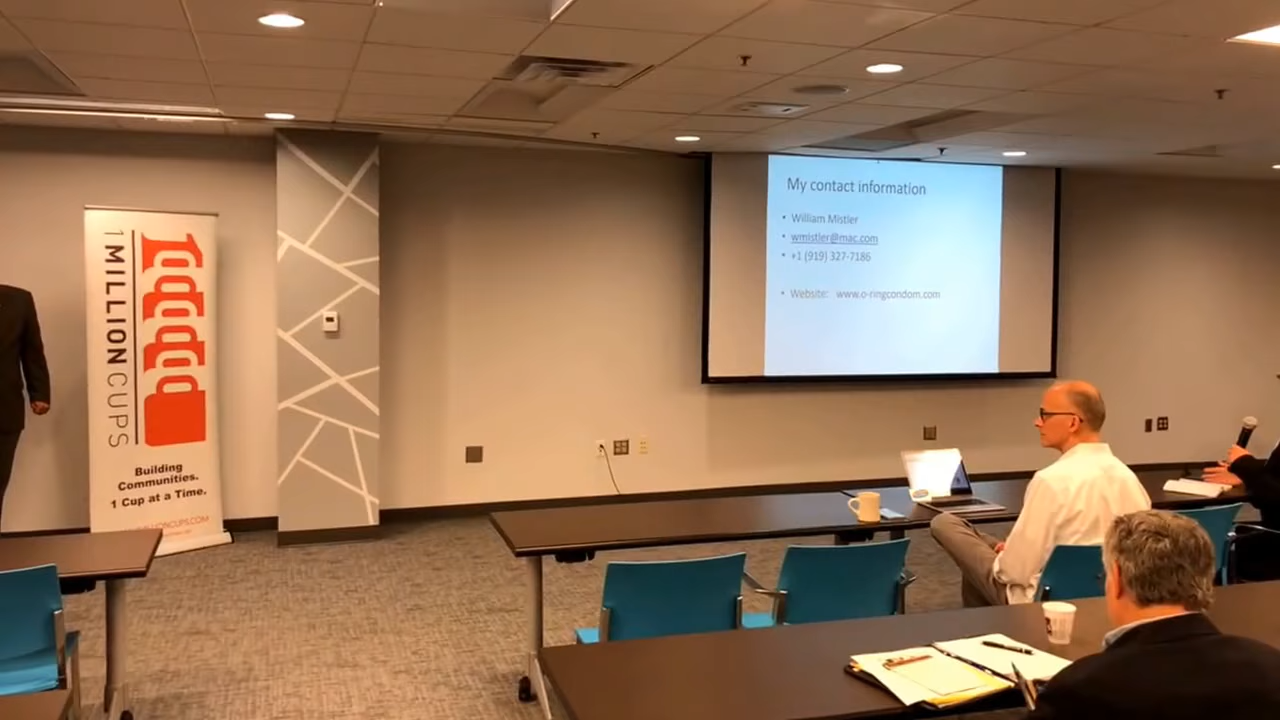 1 MILLION CUPS
Building
Communities.
1 Cup at a Time.
My contact information
• William Mistler
• wmistler@mac.com
• +1 (919) 327-7186
• Website: www.o-ringcondom.com